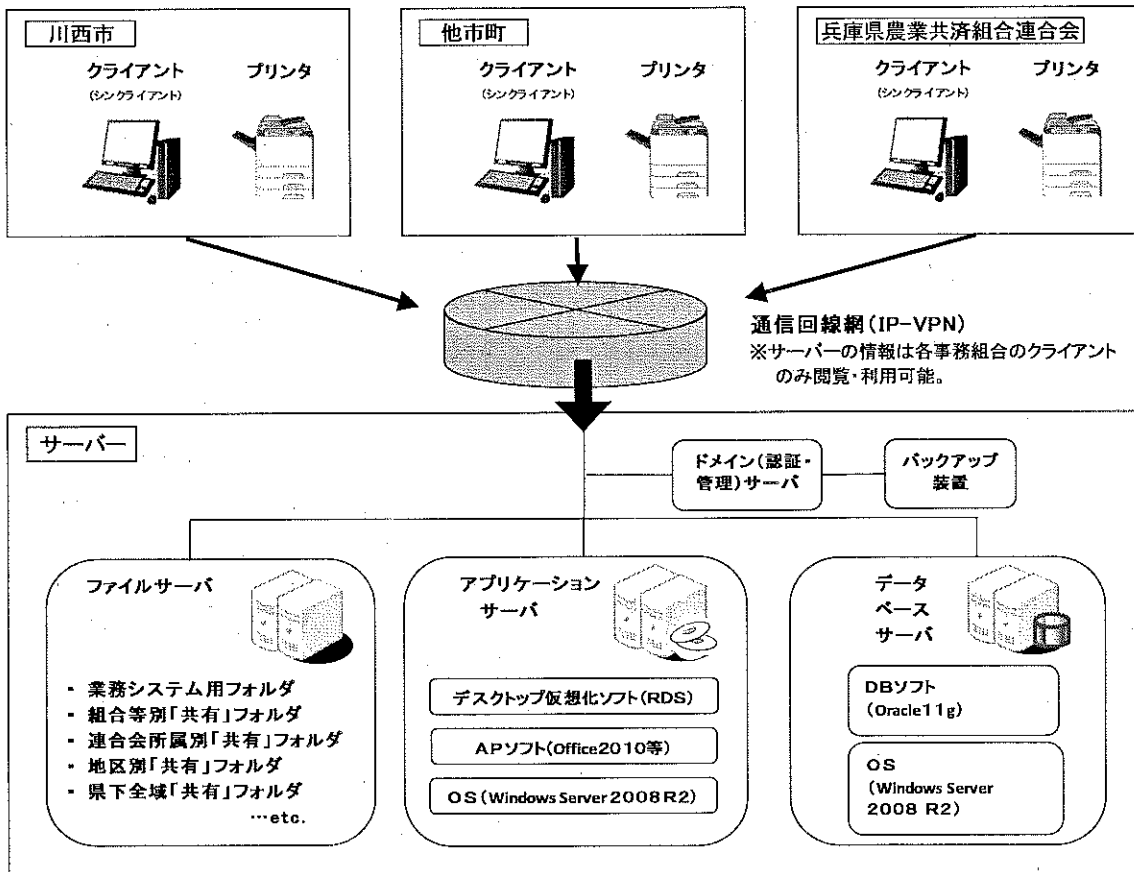 川西市
クライアント
(シンクライアント)
プリンタ
他市町
クライアント
(シンクライアント)
プリンタ
兵庫県農業共済組合連合会
クライアント
(シンクライアント)
プリンタ
通信回線網(IP-VPN)
※サーバーの情報は各事務組合のクライアント
のみ閲覧・利用可能。
サーバー
ドメイン(認証・
管理)サーバ
バックアップ
装置
ファイルサーバ
・ 業務システム用フォルダ
・ 組合等別「共有」フォルダ
・ 連合会所属別「共有」フォルダ
・ 地区別「共有」フォルダ
・ 県下全域「共有」フォルダ
…etc.
アプリケーション
サーバ
デスクトップ仮想化ソフト(RDS)
APソフト(Office2010等)
OS(Windows Server 2008 R2)
データ
ベース
サーバ
DBソフト
(Oracle11g)
OS
(Windows Server
2008 R2)